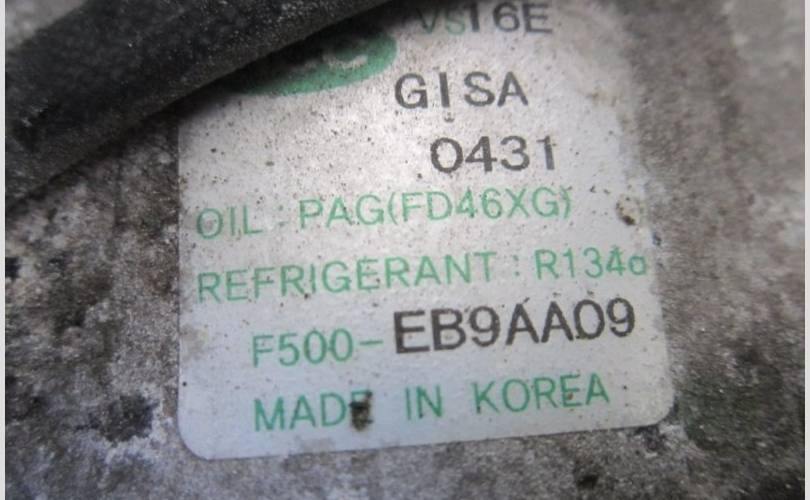 VS16E
GISA
0431
OIL : PAG(FD46XG)
REFRIGERANT : R134a
F500-EB9AA09
MADE IN KOREA